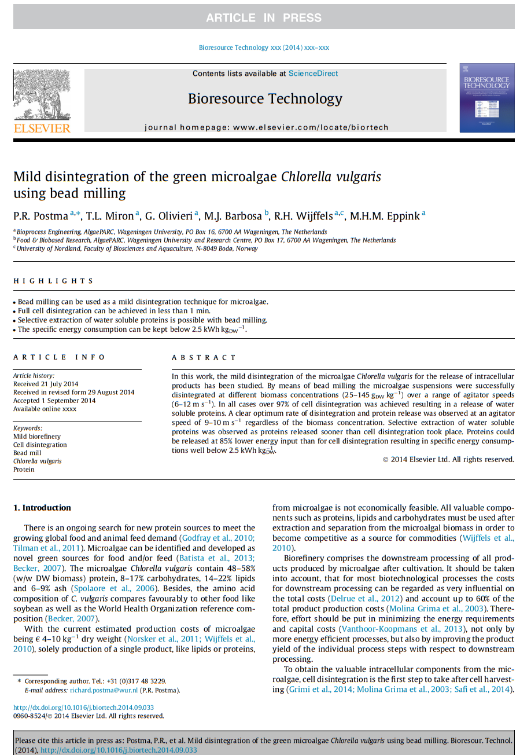 ARTICLE IN PRESS
Bioresource Technology xxx (2014) xxx–xxx
Contents lists available at ScienceDirect
Bioresource Technology
journal homepage: www.elsevier.com/locate/biortech
ELSEVIER
BIORESOURCE
TECHNOLOGY
Mild disintegration of the green microalgae Chlorella vulgaris
using bead milling
P.R. Postma a,*, T.L. Miron a, G. Olivieri a, M.J. Barbosa b, R.H. Wijffels a,c, M.H.M. Eppink a
a Bioprocess Engineering, AlgaePARC, Wageningen University, PO Box 16, 6700 AA Wageningen, The Netherlands
b Food & Biobased Research, AlgaePARC, Wageningen University and Research Centre, PO Box 17, 6700 AA Wageningen, The Netherlands
c University of Nordland, Faculty of Biosciences and Aquaculture, N-8049 Bodø, Norway
HIGHLIGHTS
• Bead milling can be used as a mild disintegration technique for microalgae.
• Full cell disintegration can be achieved in less than 1 min.
• Selective extraction of water soluble proteins is possible with bead milling.
• The specific energy consumption can be kept below 2.5 kWh kgDW−1.
ARTICLE INFO
Article history:
Received 21 July 2014
Received in revised form 29 August 2014
Accepted 1 September 2014
Available online xxxx
Keywords:
Mild biorefinery
Cell disintegration
Bead mill
Chlorella vulgaris
Protein
ABSTRACT
In this work, the mild disintegration of the microalgae Chlorella vulgaris for the release of intracellular
products has been studied. By means of bead milling the microalgae suspensions were successfully
disintegrated at different biomass concentrations (25–145 gDW kg−1) over a range of agitator speeds
(6–12 m s−1). In all cases over 97% of cell disintegration was achieved resulting in a release of water
soluble proteins. A clear optimum rate of disintegration and protein release was observed at an agitator
speed of 9–10 m s−1 regardless of the biomass concentration. Selective extraction of water soluble
proteins was observed as proteins released sooner than cell disintegration took place. Proteins could
be released at 85% lower energy input than for cell disintegration resulting in specific energy consump-
tions well below 2.5 kWh kgDW−1.
© 2014 Elsevier Ltd. All rights reserved.
1. Introduction
There is an ongoing search for new protein sources to meet the
growing global food and animal feed demand (Godfray et al., 2010;
Tilman et al., 2011). Microalgae can be identified and developed as
novel green sources for food and/or feed (Batista et al., 2013;
Becker, 2007). The microalgae Chlorella vulgaris contain 48–58%
(w/w DW biomass) protein, 8–17% carbohydrates, 14–22% lipids
and 6–9% ash (Spolaore et al., 2006). Besides, the amino acid
composition of C. vulgaris compares favourably to other food like
soybean as well as the World Health Organization reference com-
position (Becker, 2007).
With the current estimated production costs of microalgae
being € 4–10 kg−1 dry weight (Norsker et al., 2011; Wijffels et al.,
2010), solely production of a single product, like lipids or proteins,
from microalgae is not economically feasible. All valuable compo-
nents such as proteins, lipids and carbohydrates must be used after
extraction and separation from the microalgal biomass in order to
become competitive as a source for commodities (Wijffels et al.,
2010).
Biorefinery comprises the downstream processing of all pro-
ducts produced by microalgae after cultivation. It should be taken
into account, that for most biotechnological processes the costs
for downstream processing can be regarded as very influential on
the total costs (Delrue et al., 2012) and account up to 60% of the
total product production costs (Molina Grima et al., 2003). There-
fore, effort should be put in minimizing the energy requirements
and capital costs (Vanthoor-Koopmans et al., 2013), not only by
more energy efficient processes, but also by improving the product
yield of the individual process steps with respect to downstream
processing.
To obtain the valuable intracellular components from the mic-
roalgae, cell disintegration is the first step to take after cell harvest-
ing (Grimi et al., 2014; Molina Grima et al., 2003; Safi et al., 2014).
* Corresponding author. Tel.: +31 (0)317 48 3229.
E-mail address: richard.postma@wur.nl (P.R. Postma).
http://dx.doi.org/10.1016/j.biortech.2014.09.033
0960-8524/© 2014 Elsevier Ltd. All rights reserved.
Please cite this article in press as: Postma, P.R., et al. Mild disintegration of the green microalgae Chlorella vulgaris using bead milling. Bioresour. Technol.
(2014), http://dx.doi.org/10.1016/j.biortech.2014.09.033